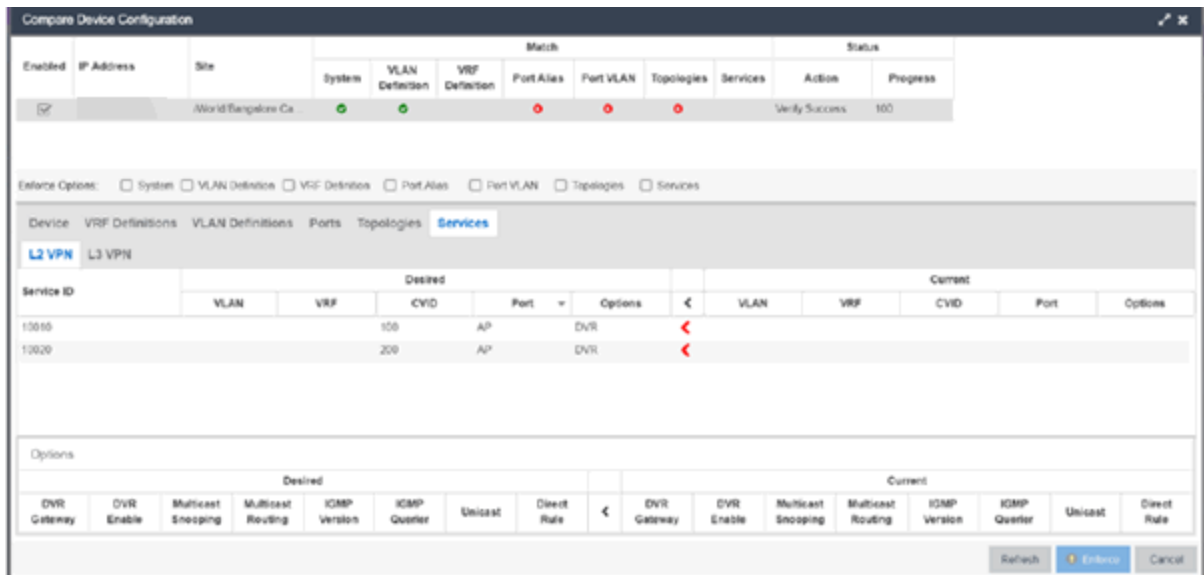 Compare Device Configuration
Match Status
Enabled IP Address Site System VLAN Definition VRF Definition Port Alias Port VLAN Topologies Services Action Progress
/World/Bangalore Ca... Verify Success 100
Enforce Options: System VLAN Definition VRF Definition Port Alias Port VLAN Topologies Services
Device VRF Definitions VLAN Definitions Ports Topologies Services
L2 VPN L3 VPN
Service ID Desired Current
VLAN VRF CVID Port Options < VLAN VRF CVID Port Options
100 AP DVR
10020 200 AP DVR
Options
Desired Current
DVR Gateway DVR Enable Multicast Snooping Multicast Routing IGMP Version IGMP Querier Unicast Direct Rule < DVR Gateway DVR Enable Multicast Snooping Multicast Routing IGMP Version IGMP Querier Unicast Direct Rule
Refresh Enforce Cancel